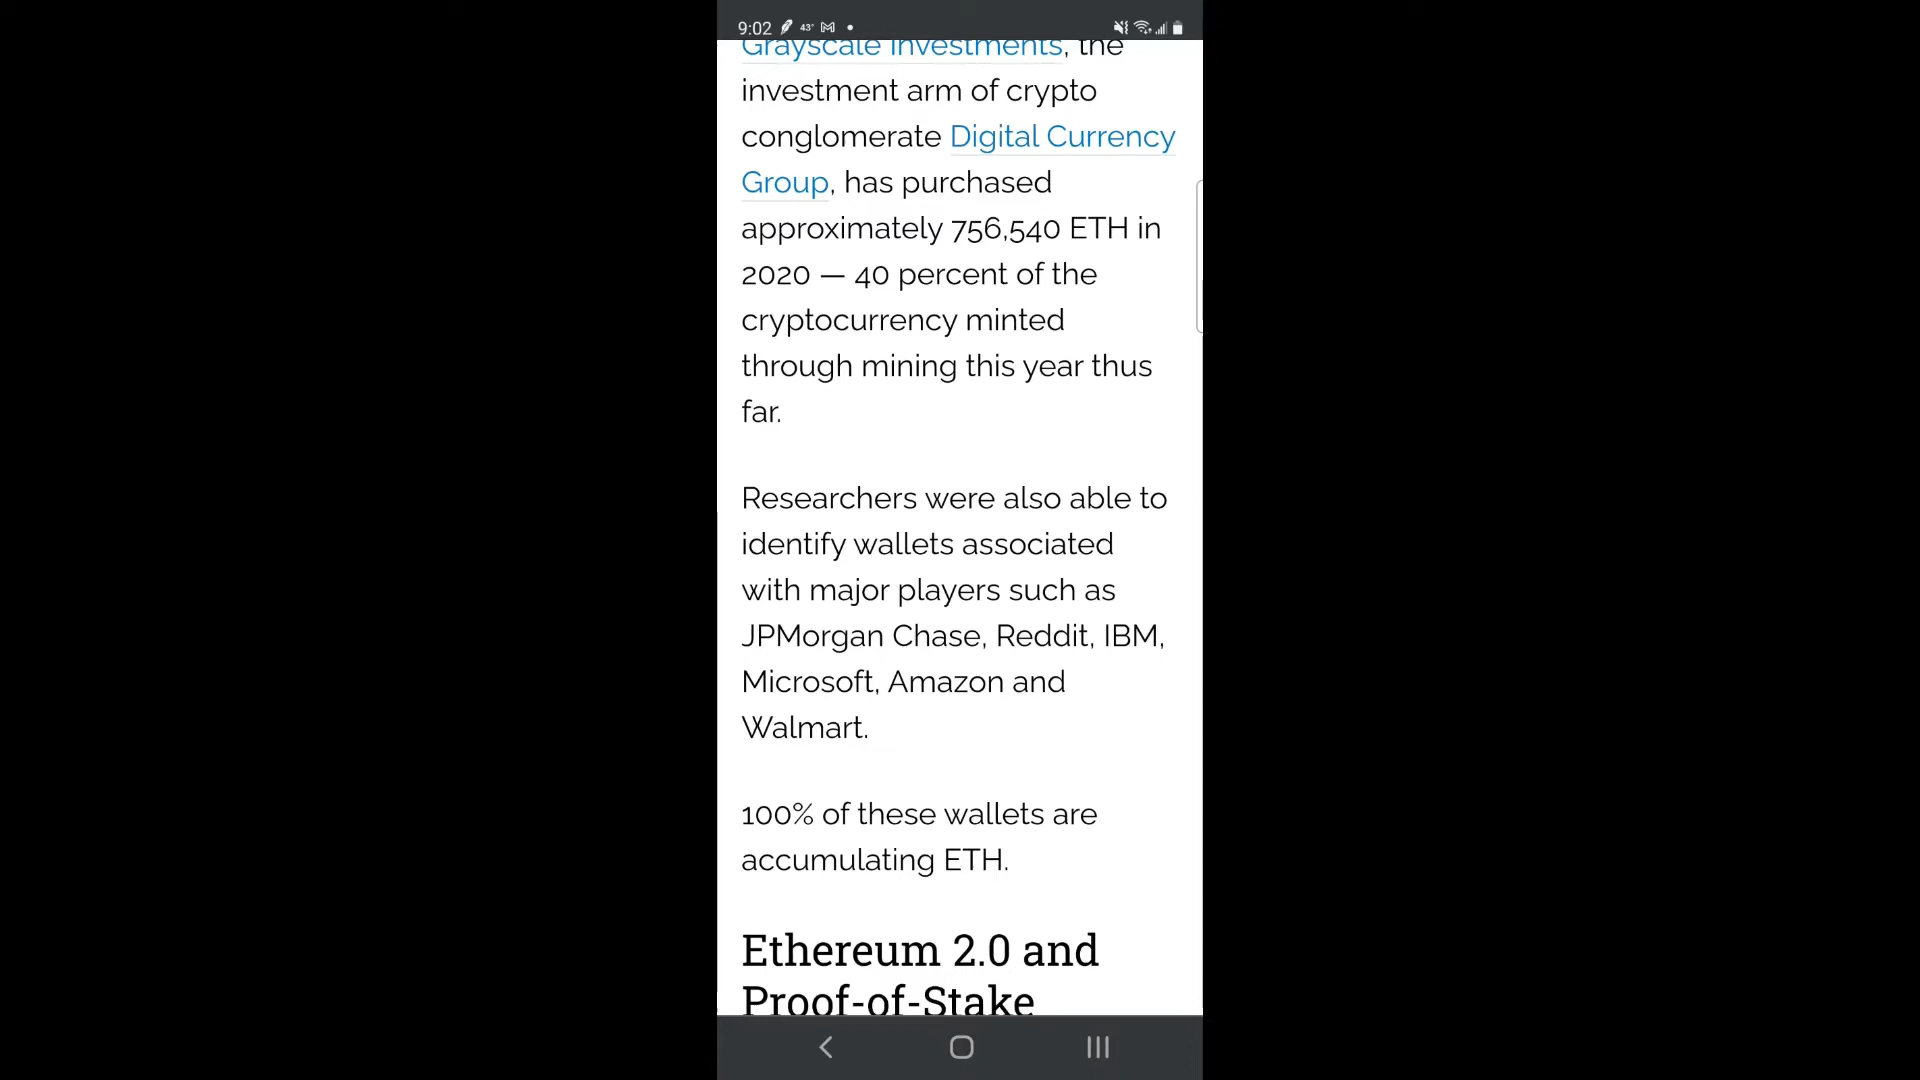 9:02 43°
Grayscale Investments, the
investment arm of crypto
conglomerate Digital Currency
Group, has purchased
approximately 756,540 ETH in
2020 — 40 percent of the
cryptocurrency minted
through mining this year thus
far.
Researchers were also able to
identify wallets associated
with major players such as
JPMorgan Chase, Reddit, IBM,
Microsoft, Amazon and
Walmart.
100% of these wallets are
accumulating ETH.
Ethereum 2.0 and
Proof-of-Stake